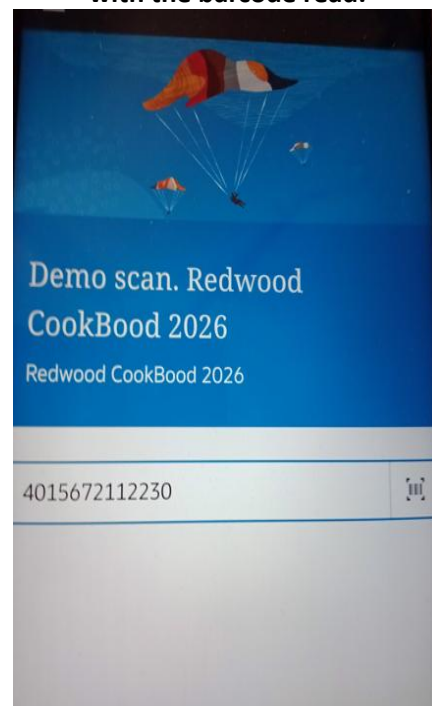 with the barcode read.
Demo scan. Redwood
CookBood 2026
Redwood CookBood 2026
4015672112230